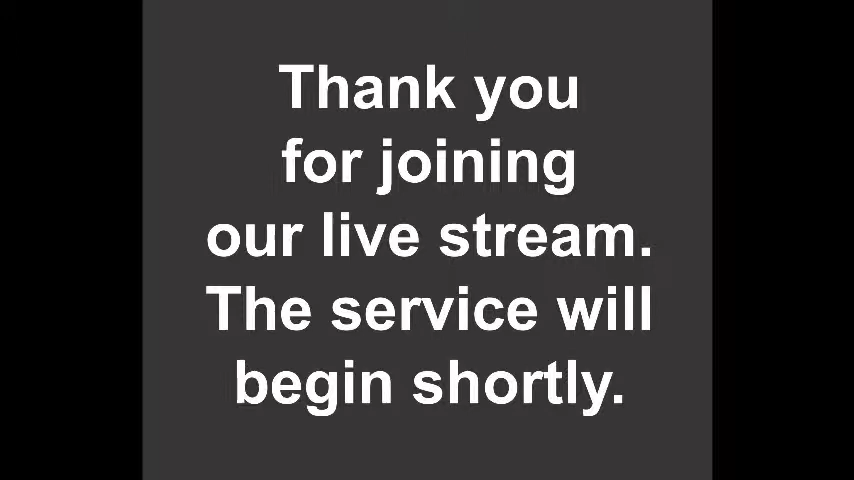 Thank you
for joining
our live stream.
The service will
begin shortly.